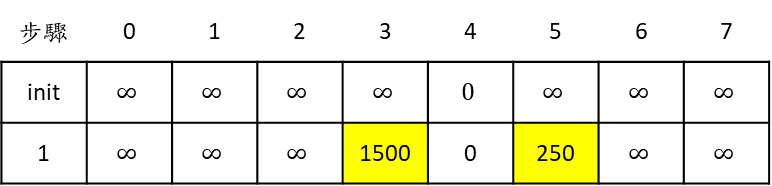 步驟 0 1 2 3 4 5 6 7
init ∞ ∞ ∞ ∞ 0 ∞ ∞ ∞
1 ∞ ∞ ∞ 1500 0 250 ∞ ∞